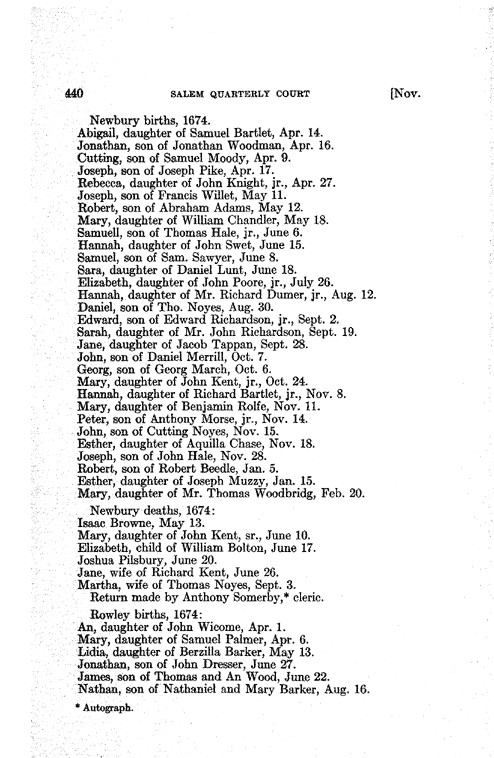 440 SALEM QUARTERLY COURT [Nov.
Newbury births, 1674.
Abigail, daughter of Samuel Bartlet, Apr. 14.
Jonathan, son of Jonathan Woodman, Apr. 16.
Cutting, son of Samuel Moody, Apr. 9.
Joseph, son of Joseph Pike, Apr. 17.
Rebecca, daughter of John Knight, jr., Apr. 27.
Joseph, son of Francis Willet, May 11.
Robert, son of Abraham Adams, May 12.
Mary, daughter of William Chandler, May 18.
Samuell, son of Thomas Hale, jr., June 6.
Hannah, daughter of John Swet, June 15.
Samuel, son of Sam. Sawyer, June 8.
Sara, daughter of Daniel Lunt, June 18.
Elizabeth, daughter of John Poore, jr., July 26.
Hannah, daughter of Mr. Richard Dumer, jr., Aug. 12.
Daniel, son of Tho. Noyes, Aug. 30.
Edward, son of Edward Richardson, jr., Sept. 2.
Sarah, daughter of Mr. John Richardson, Sept. 19.
Jane, daughter of Jacob Tappan, Sept. 28.
John, son of Daniel Merrill, Oct. 7.
Georg, son of Georg March, Oct. 6.
Mary, daughter of John Kent, jr., Oct. 24.
Hannah, daughter of Richard Bartlet, jr., Nov. 8.
Mary, daughter of Benjamin Rolfe, Nov. 11.
Peter, son of Anthony Morse, jr., Nov. 14.
John, son of Cutting Noyes, Nov. 15.
Esther, daughter of Aquilla Chase, Nov. 18.
Joseph, son of John Hale, Nov. 28.
Robert, son of Robert Beedle, Jan. 5.
Esther, daughter of Joseph Muzzy, Jan. 15.
Mary, daughter of Mr. Thomas Woodbridg, Feb. 20.
Newbury deaths, 1674:
Isaac Browne, May 13.
Mary, daughter of John Kent, sr., June 10.
Elizabeth, child of William Bolton, June 17.
Joshua Pilsbury, June 20.
Jane, wife of Richard Kent, June 26.
Martha, wife of Thomas Noyes, Sept. 3.
Return made by Anthony Somerby,* cleric.
Rowley births, 1674:
An, daughter of John Wicome, Apr. 1.
Mary, daughter of Samuel Palmer, Apr. 6.
Lidia, daughter of Berzilla Barker, May 13.
Jonathan, son of John Dresser, June 27.
James, son of Thomas and An Wood, June 22.
Nathan, son of Nathaniel and Mary Barker, Aug. 16.
* Autograph.